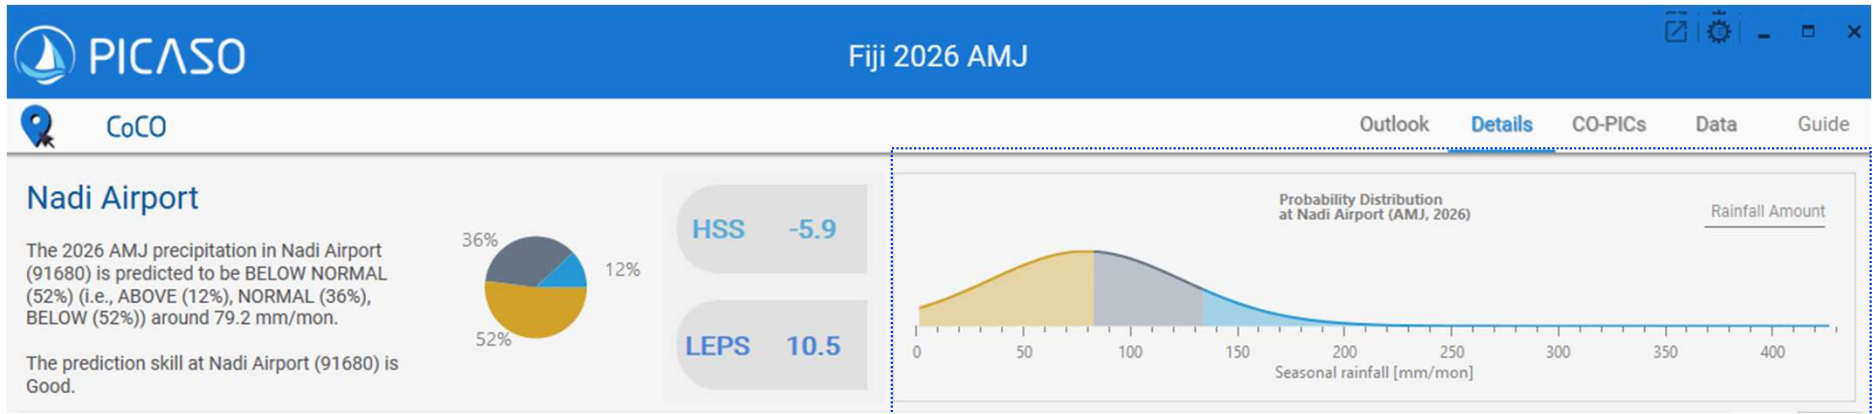 PICASO
Fiji 2026 AMJ
CoCO
Outlook Details CO-PICs Data Guide
Nadi Airport
The 2026 AMJ precipitation in Nadi Airport
(91680) is predicted to be BELOW NORMAL
(52%) (i.e., ABOVE (12%), NORMAL (36%),
BELOW (52%)) around 79.2 mm/mon.
The prediction skill at Nadi Airport (91680) is
Good.
36%
12%
52%
HSS -5.9
LEPS 10.5
Probability Distribution
at Nadi Airport (AMJ, 2026)
Rainfall Amount
0 50 100 150 200 250 300 350 400
Seasonal rainfall [mm/mon]